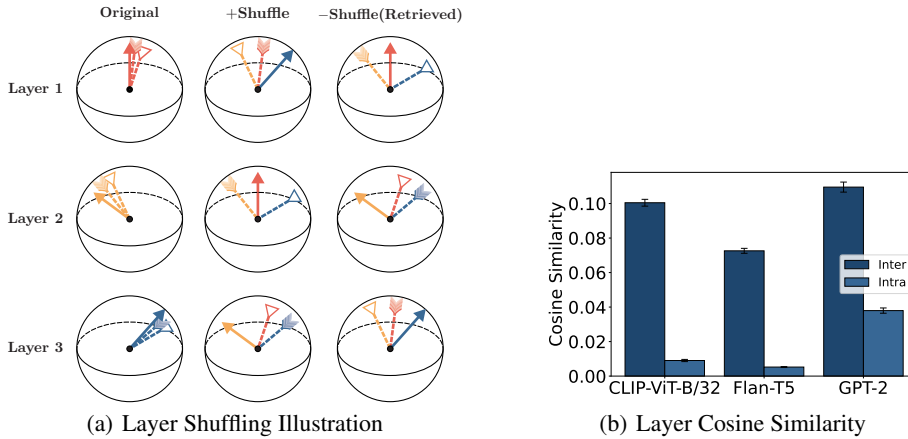 Original +Shuffle −Shuffle(Retrieved)
Layer 1
Layer 2
Layer 3
(a) Layer Shuffling Illustration
Cosine Similarity
0.10
0.08
0.06
0.04
0.02
0.00
Inter
Intra
CLIP-ViT-B/32 Flan-T5 GPT-2
(b) Layer Cosine Similarity